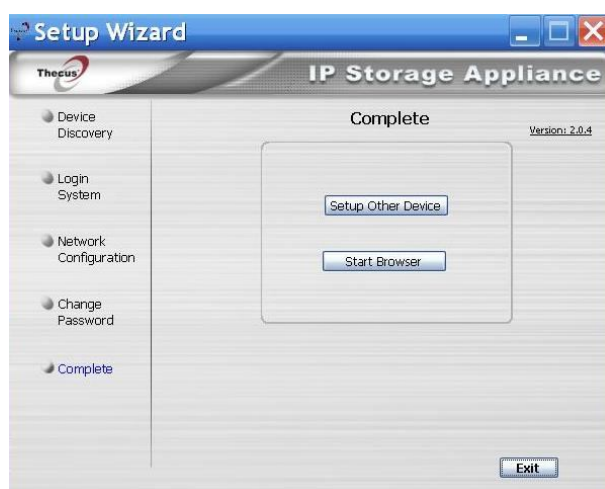 Setup Wizard
Thecus
IP Storage Appliance
Device
Discovery
Login
System
Network
Configuration
Change
Password
Complete
Complete
Version: 2.0.4
Setup Other Device
Start Browser
Exit